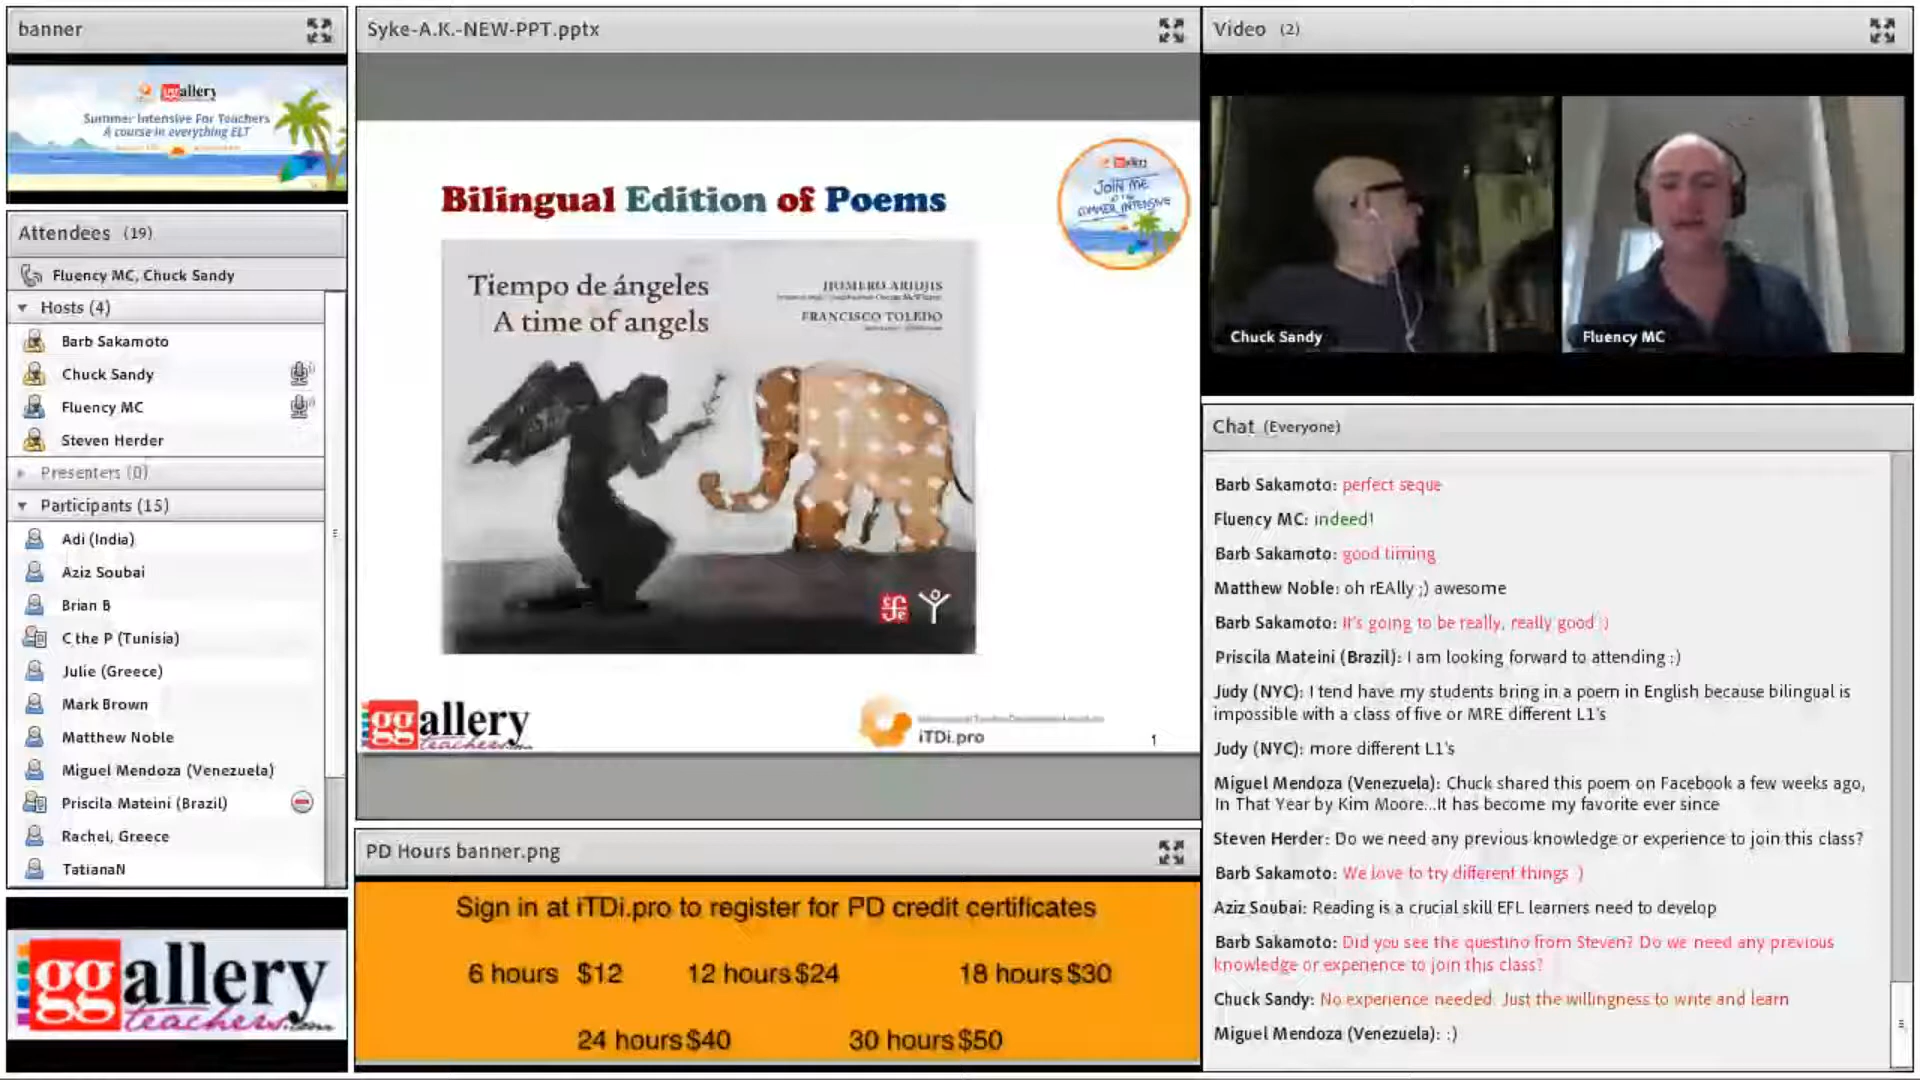 banner
ggallery
Summer Intensive For Teachers
A course in everything ELT
Attendees (19)
Fluency MC, Chuck Sandy
Hosts (4)
Barb Sakamoto
Chuck Sandy
Fluency MC
Steven Herder
Presenters (0)
Participants (15)
Adi (India)
Aziz Soubai
Brian B
C the P (Tunisia)
Julie (Greece)
Mark Brown
Matthew Noble
Miguel Mendoza (Venezuela)
Priscila Mateini (Brazil)
Rachel, Greece
TatianaN
ggallery
teachers.com
Syke-A.K.-NEW-PPT.pptx
Bilingual Edition of Poems
JOIN ME
SUMMER INTENSIVE
Tiempo de ángeles
A time of angels
HOMERO ARIDJIS
FRANCISCO TOLEDO
ggallery
teachers.com
iTDi.pro
1
PD Hours banner.png
Sign in at iTDi.pro to register for PD credit certificates
6 hours $12 12 hours $24 18 hours $30
24 hours $40 30 hours $50
Video (2)
Chuck Sandy
Fluency MC
Chat (Everyone)
Barb Sakamoto: perfect seque
Fluency MC: indeed!
Barb Sakamoto: good timing
Matthew Noble: oh rEAlly ;) awesome
Barb Sakamoto: It's going to be really, really good :)
Priscila Mateini (Brazil): I am looking forward to attending :)
Judy (NYC): I tend have my students bring in a poem in English because bilingual is
impossible with a class of five or MRE different L1's
Judy (NYC): more different L1's
Miguel Mendoza (Venezuela): Chuck shared this poem on Facebook a few weeks ago,
In That Year by Kim Moore...It has become my favorite ever since
Steven Herder: Do we need any previous knowledge or experience to join this class?
Barb Sakamoto: We love to try different things :)
Aziz Soubai: Reading is a crucial skill EFL learners need to develop
Barb Sakamoto: Did you see the questino from Steven? Do we need any previous
knowledge or experience to join this class?
Chuck Sandy: No experience needed. Just the willingness to write and learn
Miguel Mendoza (Venezuela): :)